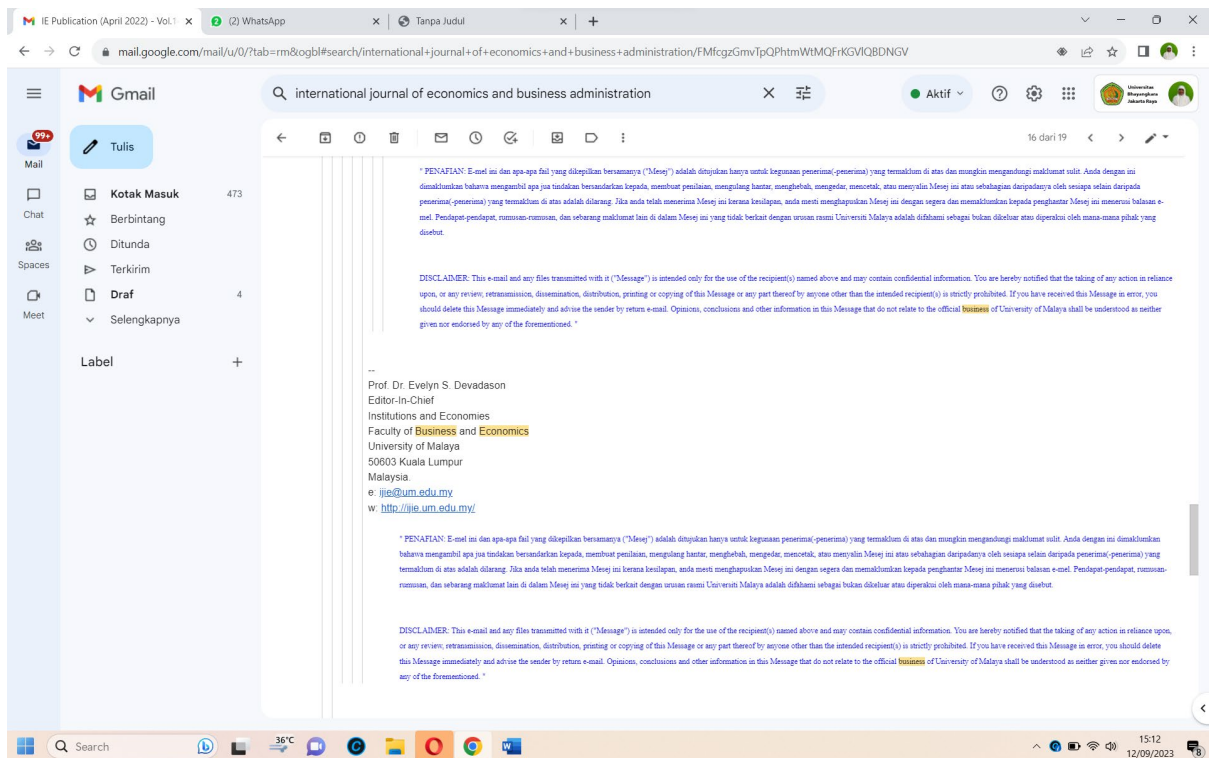 IE Publication (April 2022) - Vol.1
(2) WhatsApp
Tanpa Judul
mail.google.com/mail/u/0/?tab=rm&ogbl#search/international+journal+of+economics+and+business+administration/FMfcgzGmvTpQPhtmWtMQFrKGVlQBDNGV
Gmail
international journal of economics and business administration
Aktif
Universitas
Bhayangkara
Jakarta Raya
99+
Mail
Chat
Spaces
Meet
Tulis
Kotak Masuk 473
Berbintang
Ditunda
Terkirim
Draf 4
Selengkapnya
Label
16 dari 19
" PENAFIAN: E-mel ini dan apa-apa fail yang dikepilkan bersamanya ("Mesej") adalah ditujukan hanya untuk kegunaan penerima(-penerima) yang termaklum di atas dan mungkin mengandungi maklumat sulit. Anda dengan ini
dimaklumkan bahawa mengambil apa jua tindakan bersandarkan kepada, membuat penilaian, mengulang hantar, menghebah, mengedar, mencetak, atau menyalin Mesej ini atau sebahagian daripadanya oleh sesiapa selain daripada
penerima(-penerima) yang termaklum di atas adalah dilarang. Jika anda telah menerima Mesej ini kerana kesilapan, anda mesti menghapuskan Mesej ini dengan segera dan memaklumkan kepada penghantar Mesej ini menerusi balasan e-
mel. Pendapat-pendapat, rumusan-rumusan, dan sebarang maklumat lain di dalam Mesej ini yang tidak berkait dengan urusan rasmi Universiti Malaya adalah difahami sebagai bukan dikeluar atau diperakui oleh mana-mana pihak yang
disebut.
DISCLAIMER: This e-mail and any files transmitted with it ("Message") is intended only for the use of the recipient(s) named above and may contain confidential information. You are hereby notified that the taking of any action in reliance
upon, or any review, retransmission, dissemination, distribution, printing or copying of this Message or any part thereof by anyone other than the intended recipient(s) is strictly prohibited. If you have received this Message in error, you
should delete this Message immediately and advise the sender by return e-mail. Opinions, conclusions and other information in this Message that do not relate to the official business of University of Malaya shall be understood as neither
given nor endorsed by any of the forementioned. "
--
Prof. Dr. Evelyn S. Devadason
Editor-In-Chief
Institutions and Economies
Faculty of Business and Economics
University of Malaya
50603 Kuala Lumpur
Malaysia.
e: ijie@um.edu.my
w: http://ijie.um.edu.my/
" PENAFIAN: E-mel ini dan apa-apa fail yang dikepilkan bersamanya ("Mesej") adalah ditujukan hanya untuk kegunaan penerima(-penerima) yang termaklum di atas dan mungkin mengandungi maklumat sulit. Anda dengan ini dimaklumkan
bahawa mengambil apa jua tindakan bersandarkan kepada, membuat penilaian, mengulang hantar, menghebah, mengedar, mencetak, atau menyalin Mesej ini atau sebahagian daripadanya oleh sesiapa selain daripada penerima(-penerima) yang
termaklum di atas adalah dilarang. Jika anda telah menerima Mesej ini kerana kesilapan, anda mesti menghapuskan Mesej ini dengan segera dan memaklumkan kepada penghantar Mesej ini menerusi balasan e-mel. Pendapat-pendapat, rumusan-
rumusan, dan sebarang maklumat lain di dalam Mesej ini yang tidak berkait dengan urusan rasmi Universiti Malaya adalah difahami sebagai bukan dikeluar atau diperakui oleh mana-mana pihak yang disebut.
DISCLAIMER: This e-mail and any files transmitted with it ("Message") is intended only for the use of the recipient(s) named above and may contain confidential information. You are hereby notified that the taking of any action in reliance upon,
or any review, retransmission, dissemination, distribution, printing or copying of this Message or any part thereof by anyone other than the intended recipient(s) is strictly prohibited. If you have received this Message in error, you should delete
this Message immediately and advise the sender by return e-mail. Opinions, conclusions and other information in this Message that do not relate to the official business of University of Malaya shall be understood as neither given nor endorsed by
any of the forementioned. "
Search
36°C
15:12
12/09/2023
8